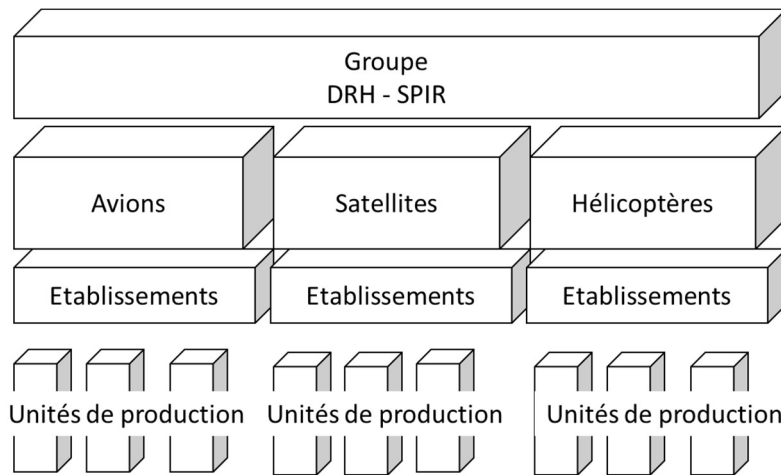 Groupe
DRH - SPIR
Avions
Satellites
Hélicoptères
Etablissements
Etablissements
Etablissements
Unités de production
Unités de production
Unités de production